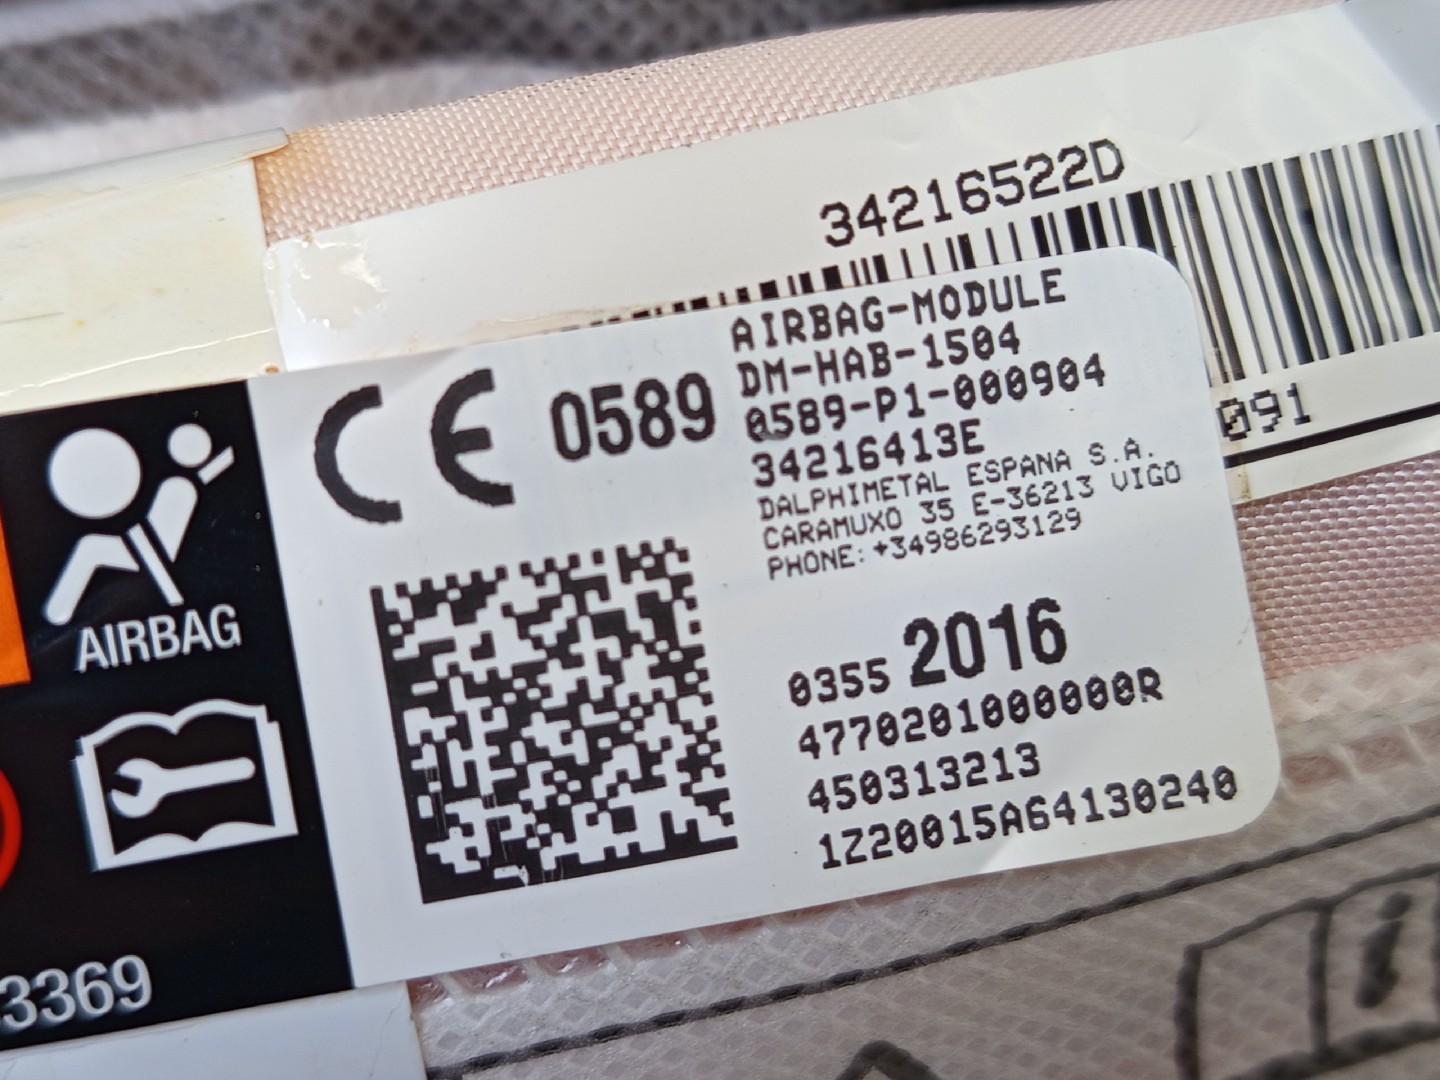 34216522D
091
AIRBAG-MODULE
DM-HAB-1504
0589-P1-000904
34216413E
DALPHIMETAL ESPANA S.A.
CARAMUXO 35 E-36213 VIGO
PHONE:+34986293129
CE 0589
0355 2016
4770201000000R
450313213
1Z20015A64130240
AIRBAG
3369
i